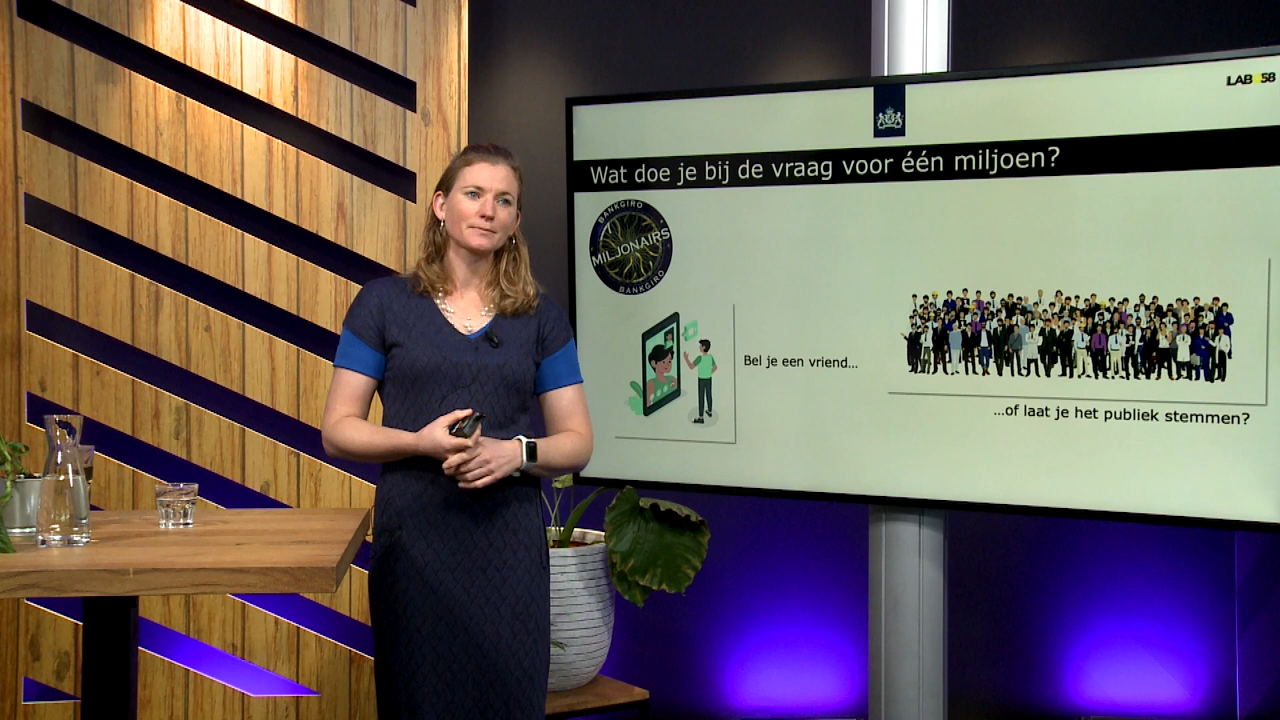 LAB 58
Wat doe je bij de vraag voor één miljoen?
BANKGIRO
MILJONAIRS
BANKGIRO
Bel je een vriend...
...of laat je het publiek stemmen?